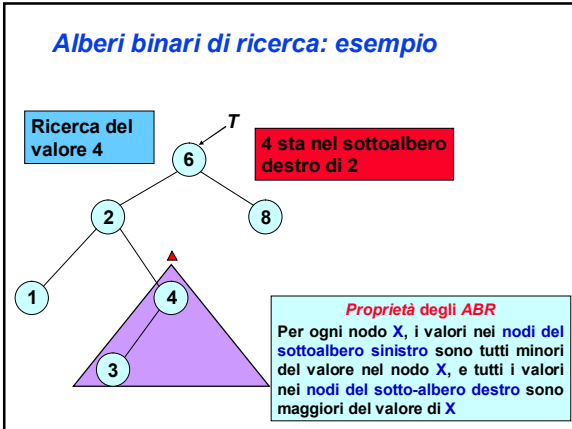 Alberi binari di ricerca: esempio
Ricerca del
valore 4
T
4 sta nel sottoalbero
destro di 2
6
2
8
1
4
3
Proprietà degli ABR
Per ogni nodo X, i valori nei nodi del
sottoalbero sinistro sono tutti minori
del valore nel nodo X, e tutti i valori
nei nodi del sotto-albero destro sono
maggiori del valore di X